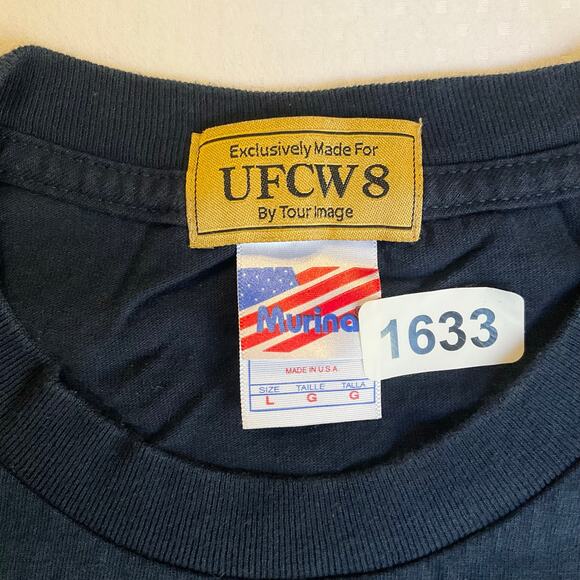 Exclusively Made For
UFCW 8
By Tour Image
Murina
1633
MADE IN U.S.A.
SIZE TAILLE TALLA
L G G